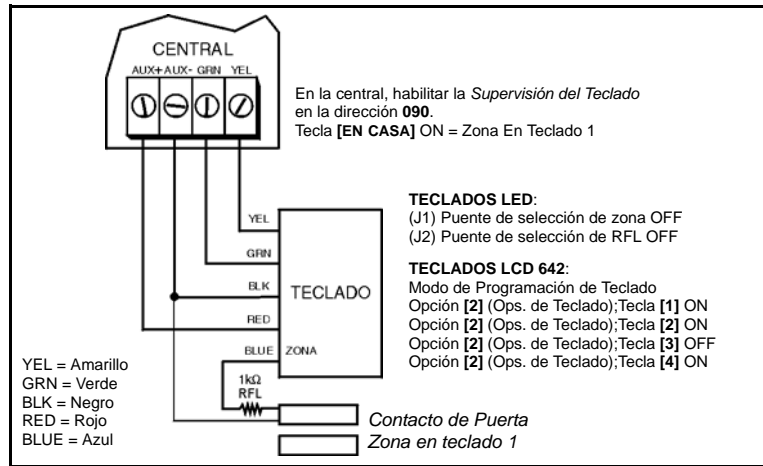 CENTRAL
AUX+ AUX- GRN YEL
En la central, habilitar la Supervisión del Teclado
en la dirección 090.
Tecla [EN CASA] ON = Zona En Teclado 1
TECLADOS LED:
(J1) Puente de selección de zona OFF
(J2) Puente de selección de RFL OFF
TECLADOS LCD 642:
Modo de Programación de Teclado
Opción [2] (Ops. de Teclado);Tecla [1] ON
Opción [2] (Ops. de Teclado);Tecla [2] ON
Opción [2] (Ops. de Teclado);Tecla [3] OFF
Opción [2] (Ops. de Teclado);Tecla [4] ON
YEL
GRN
BLK
TECLADO
RED
BLUE ZONA
YEL = Amarillo
GRN = Verde
BLK = Negro
RED = Rojo
BLUE = Azul
1kΩ
RFL
Contacto de Puerta
Zona en teclado 1